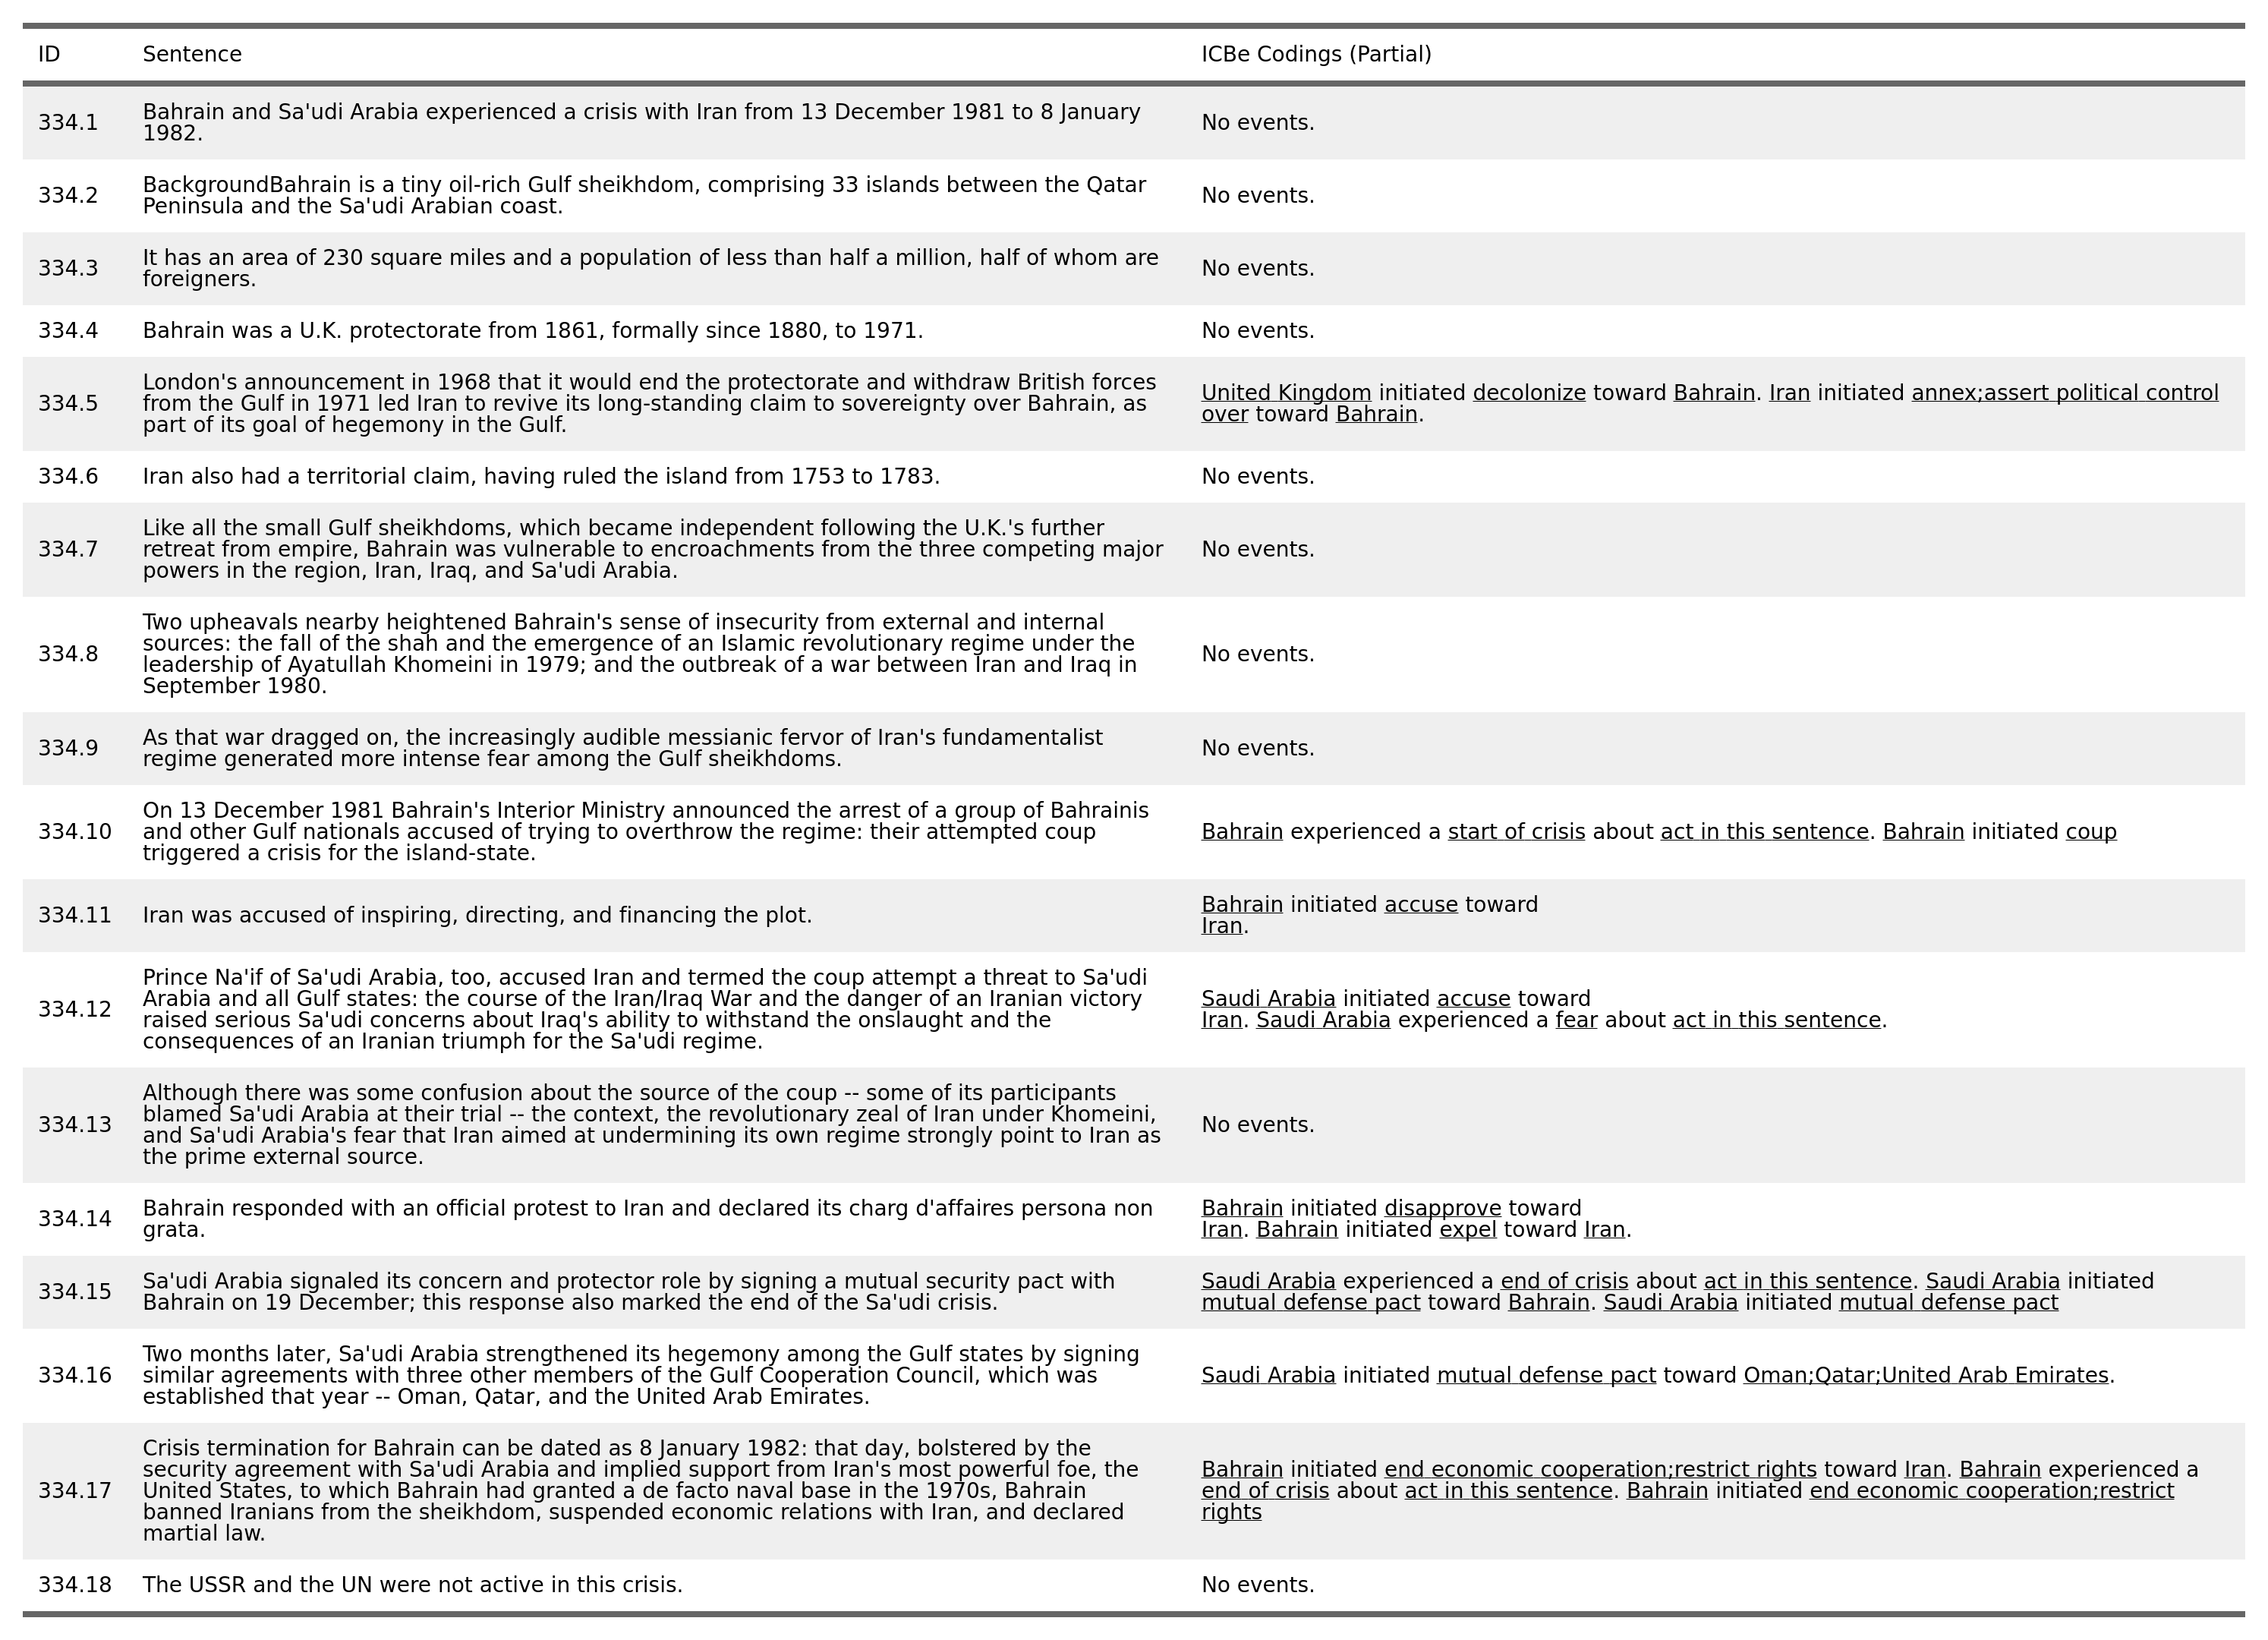 ID Sentence ICBe Codings (Partial)
334.1 Bahrain and Sa'udi Arabia experienced a crisis with Iran from 13 December 1981 to 8 January
1982. No events.
334.2 BackgroundBahrain is a tiny oil-rich Gulf sheikhdom, comprising 33 islands between the Qatar
Peninsula and the Sa'udi Arabian coast. No events.
334.3 It has an area of 230 square miles and a population of less than half a million, half of whom are
foreigners. No events.
334.4 Bahrain was a U.K. protectorate from 1861, formally since 1880, to 1971. No events.
334.5 London's announcement in 1968 that it would end the protectorate and withdraw British forces
from the Gulf in 1971 led Iran to revive its long-standing claim to sovereignty over Bahrain, as
part of its goal of hegemony in the Gulf.
United Kingdom initiated decolonize toward Bahrain. Iran initiated annex;assert political control
over toward Bahrain.
334.6 Iran also had a territorial claim, having ruled the island from 1753 to 1783. No events.
334.7 Like all the small Gulf sheikhdoms, which became independent following the U.K.'s further
retreat from empire, Bahrain was vulnerable to encroachments from the three competing major
powers in the region, Iran, Iraq, and Sa'udi Arabia.
No events.
334.8 Two upheavals nearby heightened Bahrain's sense of insecurity from external and internal
sources: the fall of the shah and the emergence of an Islamic revolutionary regime under the
leadership of Ayatullah Khomeini in 1979; and the outbreak of a war between Iran and Iraq in
September 1980.
No events.
334.9 As that war dragged on, the increasingly audible messianic fervor of Iran's fundamentalist
regime generated more intense fear among the Gulf sheikhdoms.
No events.
334.10 On 13 December 1981 Bahrain's Interior Ministry announced the arrest of a group of Bahrainis
and other Gulf nationals accused of trying to overthrow the regime: their attempted coup
triggered a crisis for the island-state.
Bahrain experienced a start of crisis about act in this sentence. Bahrain initiated coup
334.11 Iran was accused of inspiring, directing, and financing the plot.
Bahrain initiated accuse toward
Iran.
334.12 Prince Na'if of Sa'udi Arabia, too, accused Iran and termed the coup attempt a threat to Sa'udi
Arabia and all Gulf states: the course of the Iran/Iraq War and the danger of an Iranian victory
raised serious Sa'udi concerns about Iraq's ability to withstand the onslaught and the
consequences of an Iranian triumph for the Sa'udi regime.
Saudi Arabia initiated accuse toward
Iran. Saudi Arabia experienced a fear about act in this sentence.
334.13 Although there was some confusion about the source of the coup -- some of its participants
blamed Sa'udi Arabia at their trial -- the context, the revolutionary zeal of Iran under Khomeini,
and Sa'udi Arabia's fear that Iran aimed at undermining its own regime strongly point to Iran as
the prime external source.
No events.
334.14 Bahrain responded with an official protest to Iran and declared its charg d'affaires persona non
grata.
Bahrain initiated disapprove toward
Iran. Bahrain initiated expel toward Iran.
334.15 Sa'udi Arabia signaled its concern and protector role by signing a mutual security pact with
Bahrain on 19 December; this response also marked the end of the Sa'udi crisis.
Saudi Arabia experienced a end of crisis about act in this sentence. Saudi Arabia initiated
mutual defense pact toward Bahrain. Saudi Arabia initiated mutual defense pact
334.16 Two months later, Sa'udi Arabia strengthened its hegemony among the Gulf states by signing
similar agreements with three other members of the Gulf Cooperation Council, which was
established that year -- Oman, Qatar, and the United Arab Emirates.
Saudi Arabia initiated mutual defense pact toward Oman;Qatar;United Arab Emirates.
334.17 Crisis termination for Bahrain can be dated as 8 January 1982: that day, bolstered by the
security agreement with Sa'udi Arabia and implied support from Iran's most powerful foe, the
United States, to which Bahrain had granted a de facto naval base in the 1970s, Bahrain
banned Iranians from the sheikhdom, suspended economic relations with Iran, and declared
martial law.
Bahrain initiated end economic cooperation;restrict rights toward Iran. Bahrain experienced a
end of crisis about act in this sentence. Bahrain initiated end economic cooperation;restrict
rights
334.18 The USSR and the UN were not active in this crisis. No events.